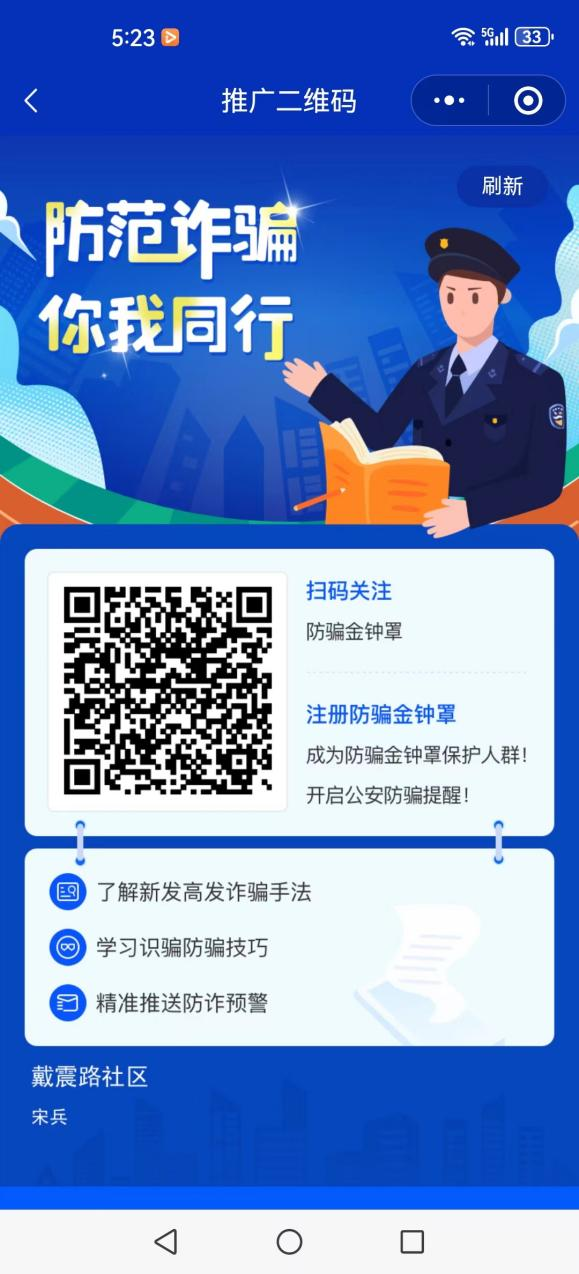 5:23
5G
33
推广二维码
刷新
防范诈骗
你我同行
扫码关注
防骗金钟罩
注册防骗金钟罩
成为防骗金钟罩保护人群!
开启公安防骗提醒!
了解新发高发诈骗手法
学习识骗防骗技巧
精准推送防诈预警
戴震路社区
宋兵